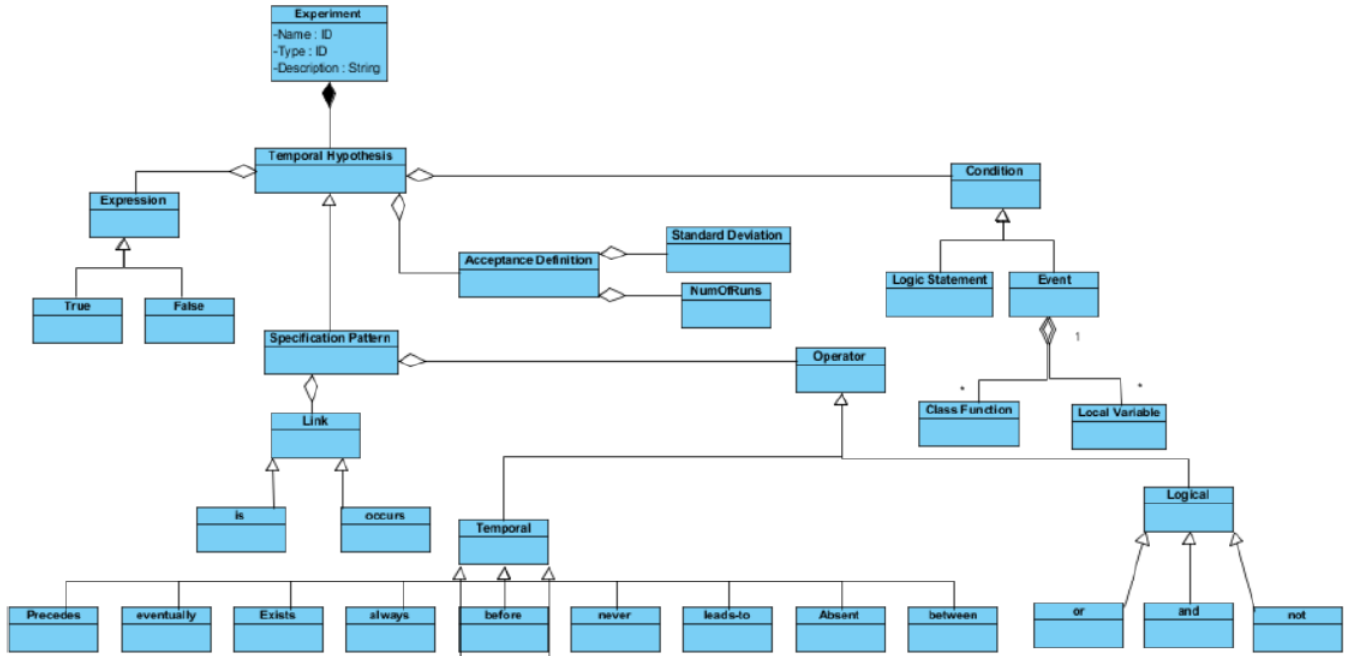 Experiment
-Name : ID
-Type : ID
-Description : String
Temporal Hypothesis
Condition
Expression
Standard Deviation
Acceptance Definition
Logic Statement
Event
NumOfRuns
True
False
1
Specification Pattern
Operator
*
*
Class Function
Local Variable
Link
Logical
is
occurs
Temporal
Precedes
eventually
Exists
always
before
never
leads-to
Absent
between
or
and
not